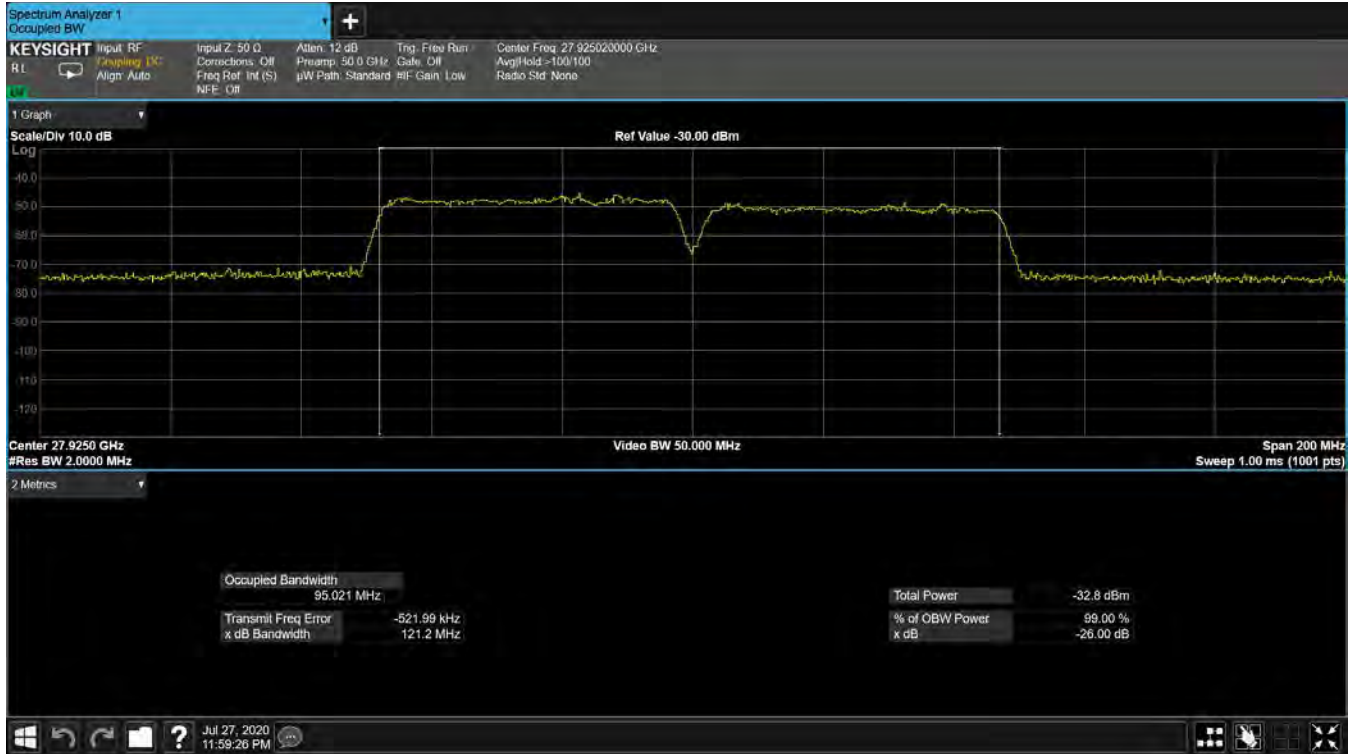 Spectrum Analyzer 1
Occupied BW
KEYSIGHT
Input: RF
Coupling: DC
Align: Auto
RL
Input Z: 50 Ω
Corrections: Off
Freq Ref: Int (S)
NFE: Off
Atten: 12 dB
Preamp: 50.0 GHz
µW Path: Standard
Trig: Free Run
Gate: Off
#IF Gain: Low
Center Freq: 27.925020000 GHz
Avg|Hold:>100/100
Radio Std: None
1 Graph
Scale/Div 10.0 dB
Ref Value -30.00 dBm
Log
-40.0
-50.0
-60.0
-70.0
-80.0
-90.0
-100
-110
-120
Center 27.9250 GHz
#Res BW 2.0000 MHz
Video BW 50.000 MHz
Span 200 MHz
Sweep 1.00 ms (1001 pts)
2 Metrics
Occupied Bandwidth
95.021 MHz
Transmit Freq Error -521.99 kHz
x dB Bandwidth 121.2 MHz
Total Power -32.8 dBm
% of OBW Power 99.00 %
x dB -26.00 dB
?
Jul 27, 2020
11:59:26 PM